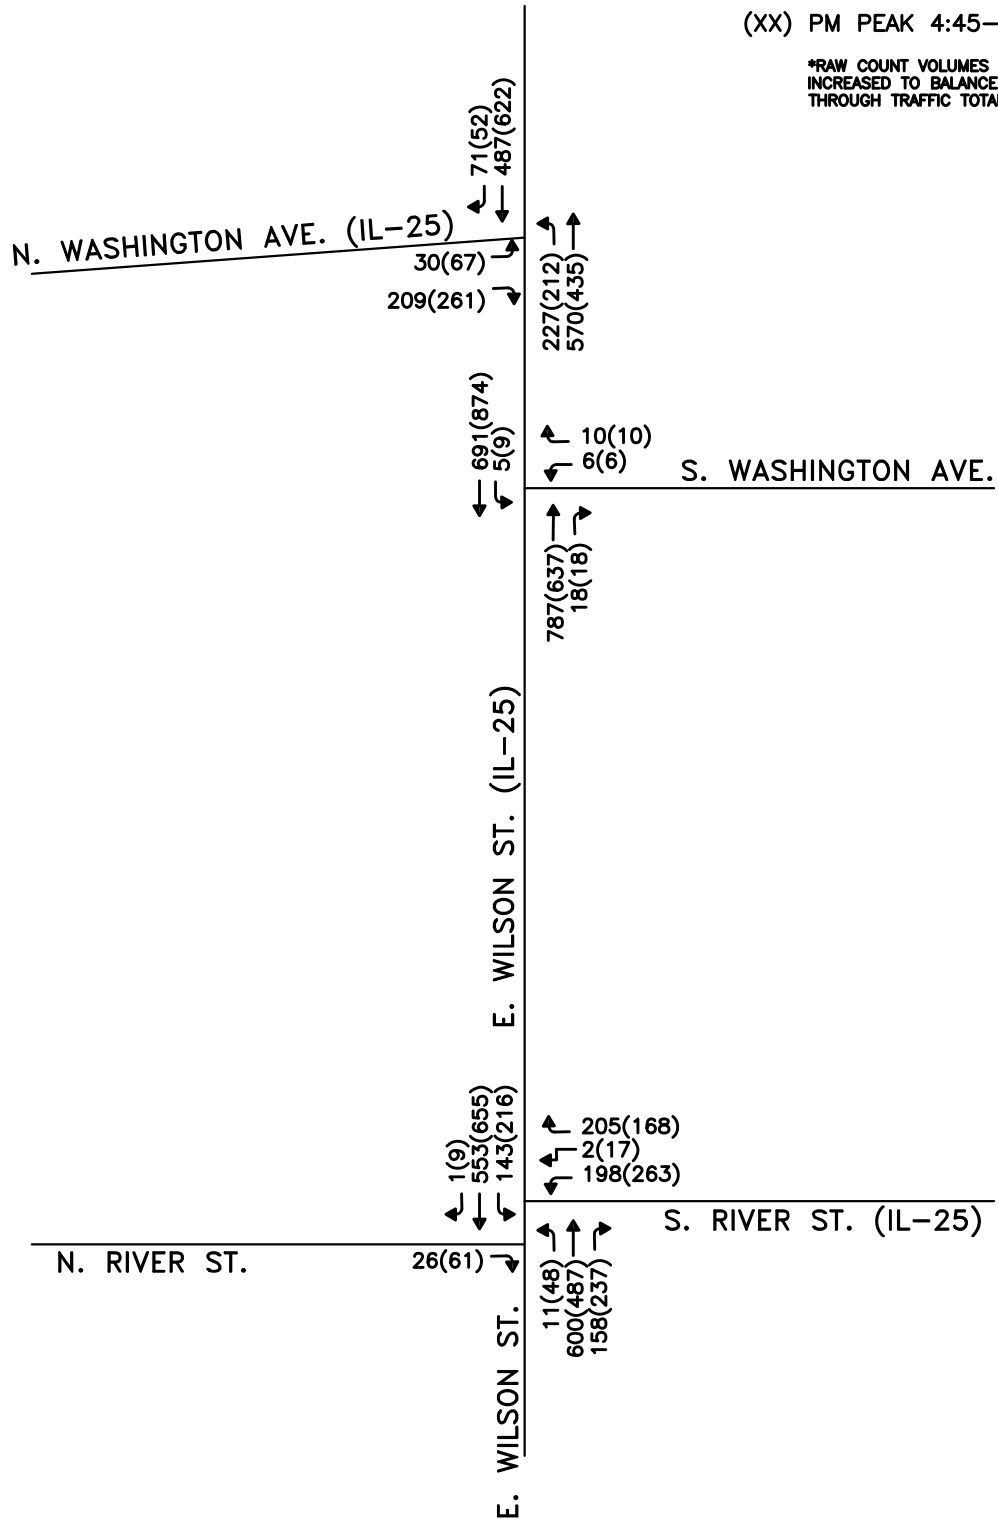 (XX) PM PEAK 4:45–
*RAW COUNT VOLUMES
INCREASED TO BALANCE
THROUGH TRAFFIC
71(52)
487(622)
N. WASHINGTON AVE. (IL-25)
30(67)
209(261)
227(212)
570(435)
691(874)
5(9)
10(10)
6(6)
S. WASHINGTON AVE.
787(637)
18(18)
E. WILSON ST. (IL-25)
1(9)
553(655)
143(216)
205(168)
2(17)
198(263)
S. RIVER ST. (IL-25)
N. RIVER ST.
26(61)
11(48)
600(487)
158(237)
E. WILSON ST.